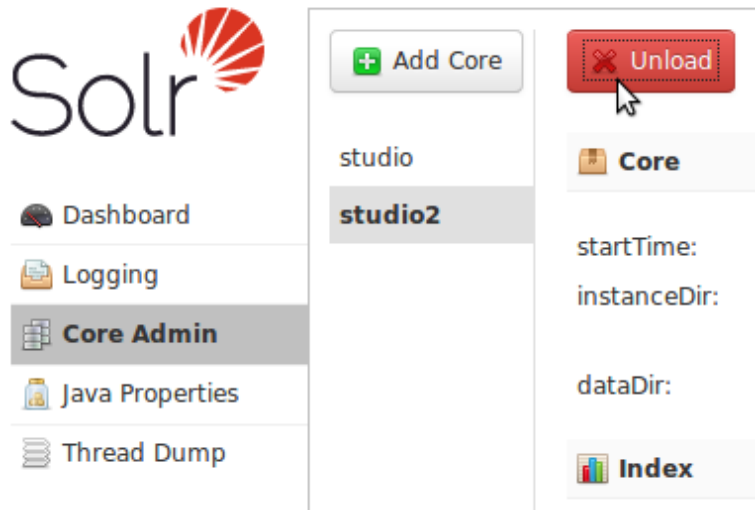 Solr
Dashboard
Logging
Core Admin
Java Properties
Thread Dump
Add Core
studio
studio2
Unload
Core
startTime:
instanceDir:
dataDir:
Index